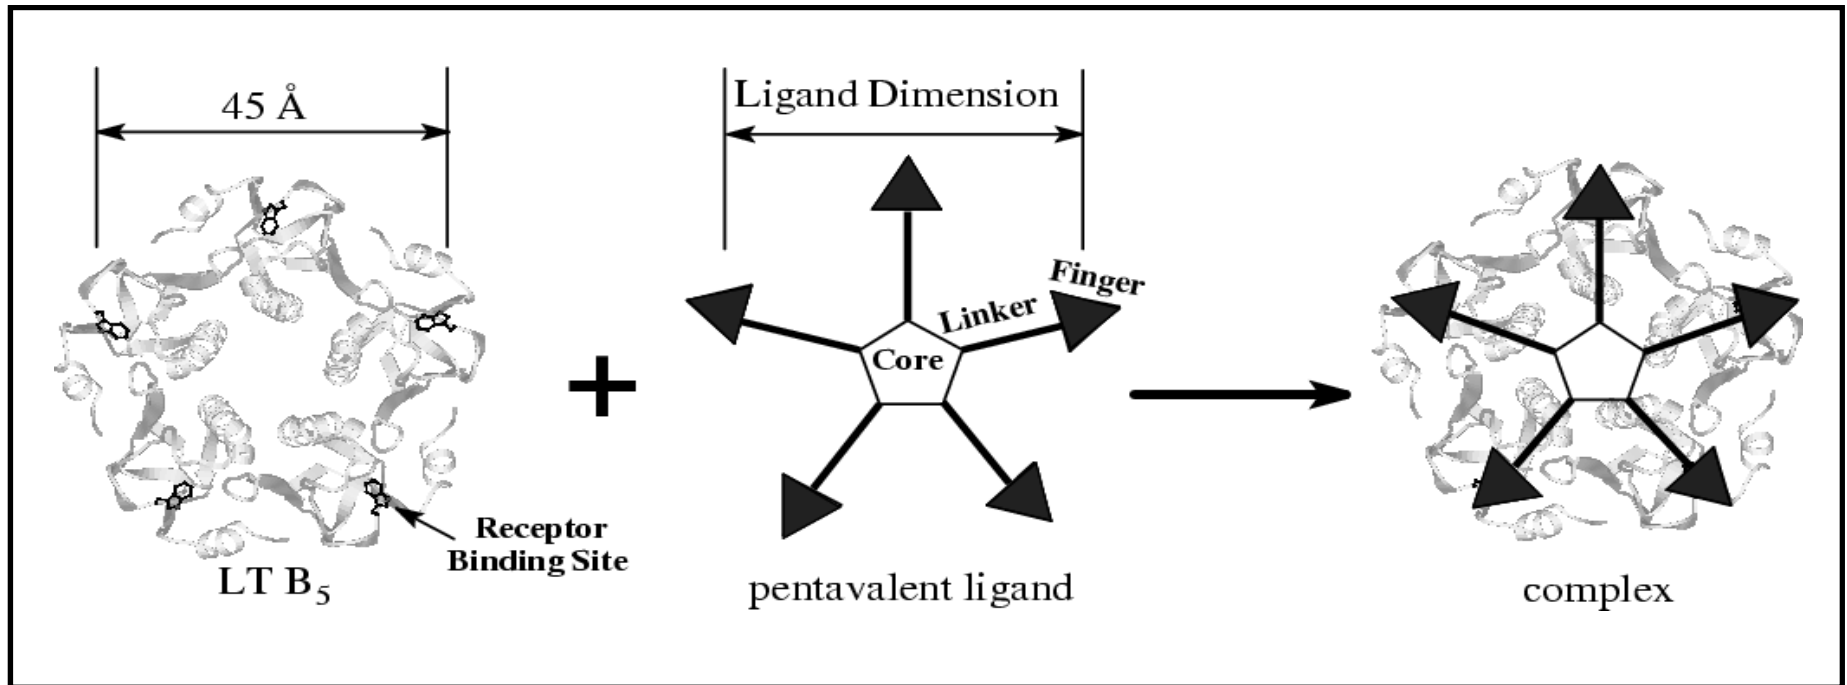 45 Å
Ligand Dimension
Finger
Linker
Core
Receptor
Binding Site
LT B₅
pentavalent ligand
complex